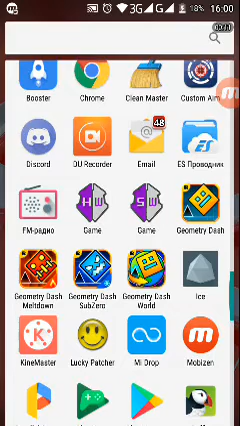 3G G 18% 16:00
00:11
Booster Chrome Clean Master Custom Aim
48
Discord DU Recorder Email ES Проводник
FM-радио Game Game Geometry Dash
Geometry Dash Meltdown Geometry Dash SubZero Geometry Dash World Ice
KineMaster Lucky Patcher Mi Drop Mobizen